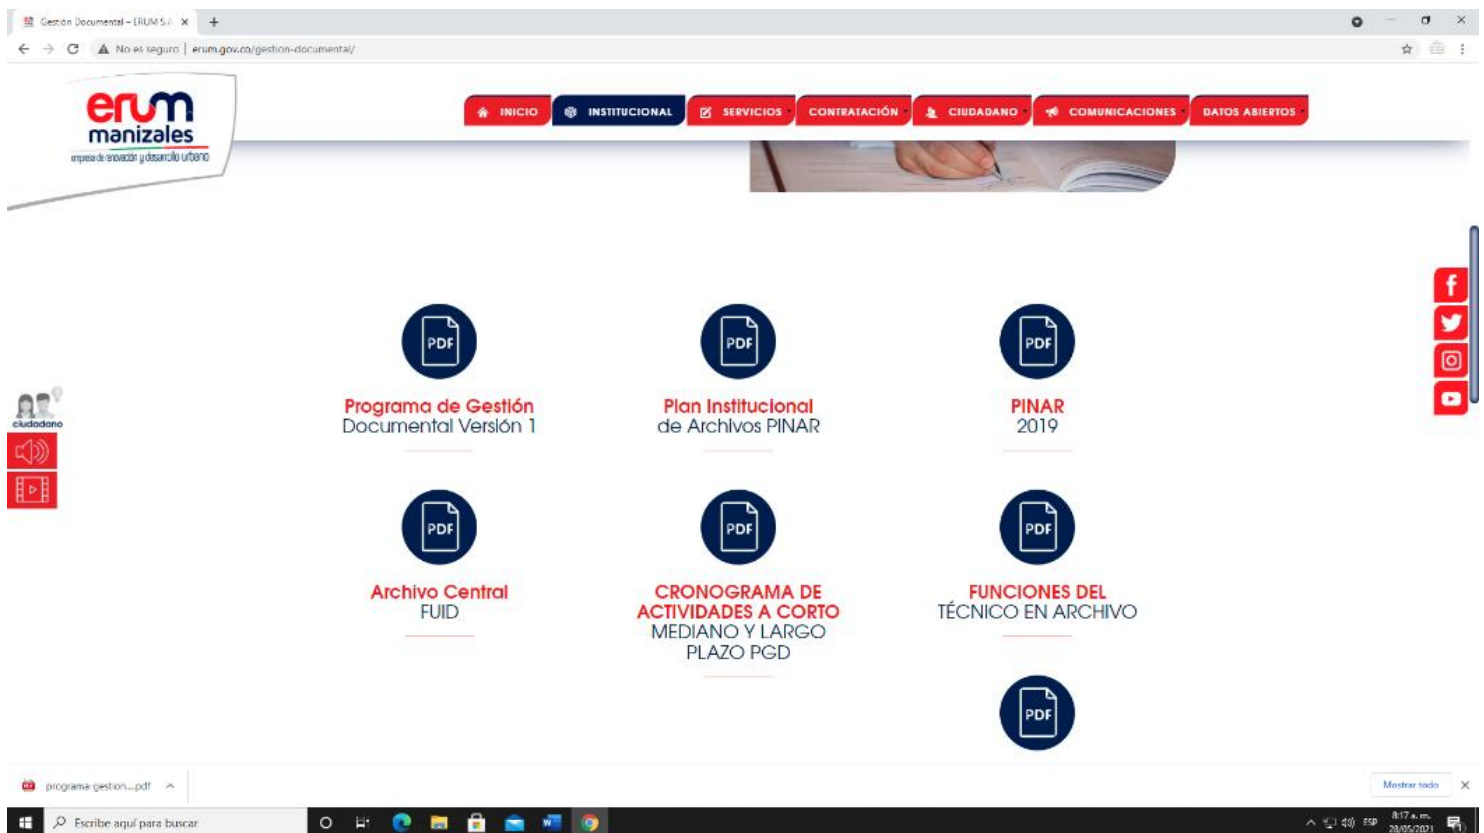 Gestión Documental – ERUM S.A
No es seguro | erum.gov.co/gestion-documental/
erum
manizales
empresa de renovación y desarrollo urbano
INICIO
INSTITUCIONAL
SERVICIOS
CONTRATACIÓN
CIUDADANO
COMUNICACIONES
DATOS ABIERTOS
ciudadano
PDF
Programa de Gestión
Documental Versión 1
PDF
Plan Institucional
de Archivos PINAR
PDF
PINAR
2019
PDF
Archivo Central
FUID
PDF
CRONOGRAMA DE
ACTIVIDADES A CORTO
MEDIANO Y LARGO
PLAZO PGD
PDF
FUNCIONES DEL
TÉCNICO EN ARCHIVO
PDF
programa-gestion....pdf
Mostrar todo
Escribe aquí para buscar
ESP
8:17 a. m.
28/05/2021